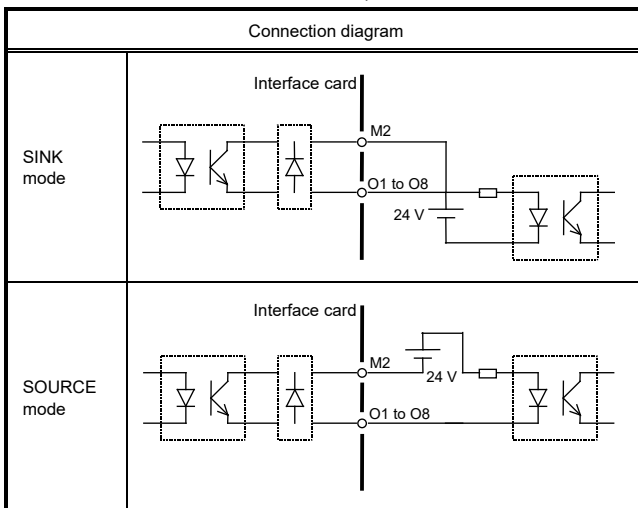 Connection diagram
SINK
mode
Interface card
M2
O1 to O8
24 V
SOURCE
mode
Interface card
M2
24 V
O1 to O8